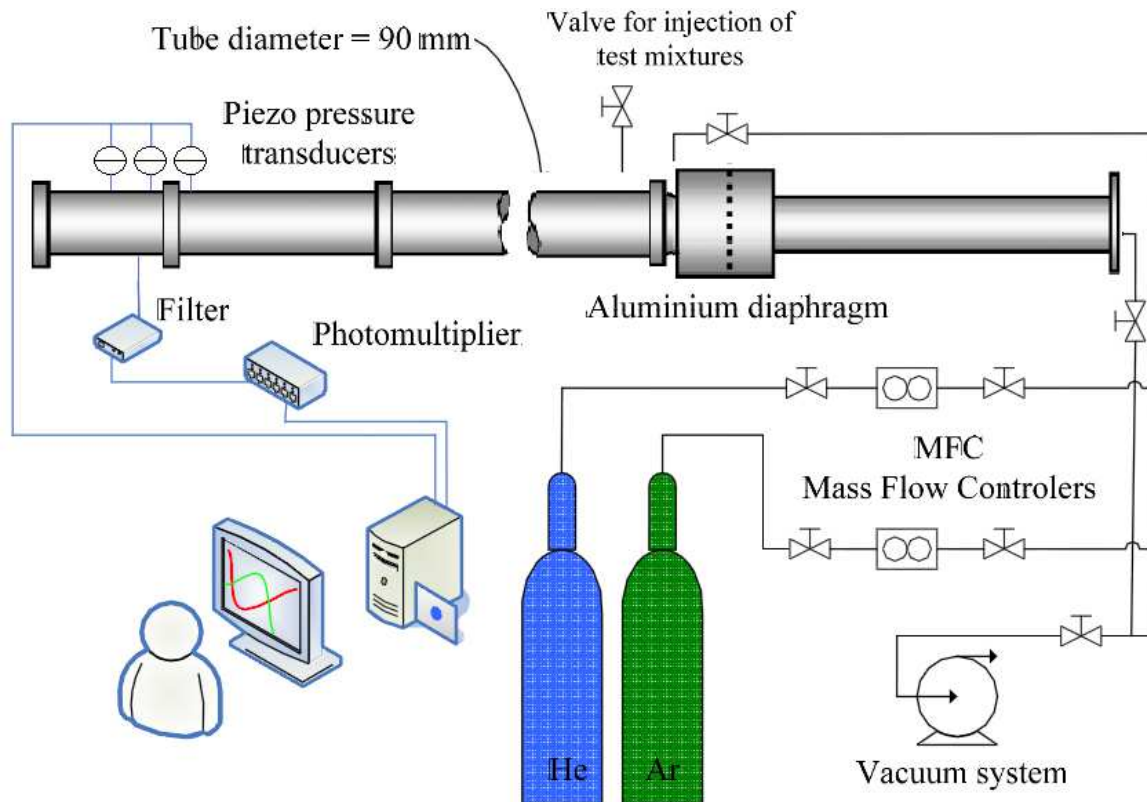 Valve for injection of
test mixtures
Tube diameter = 90 mm
Piezo pressure
transducers
Aluminium diaphragm
Filter
Photomultiplier
MFC
Mass Flow Controlers
He
Ar
Vacuum system